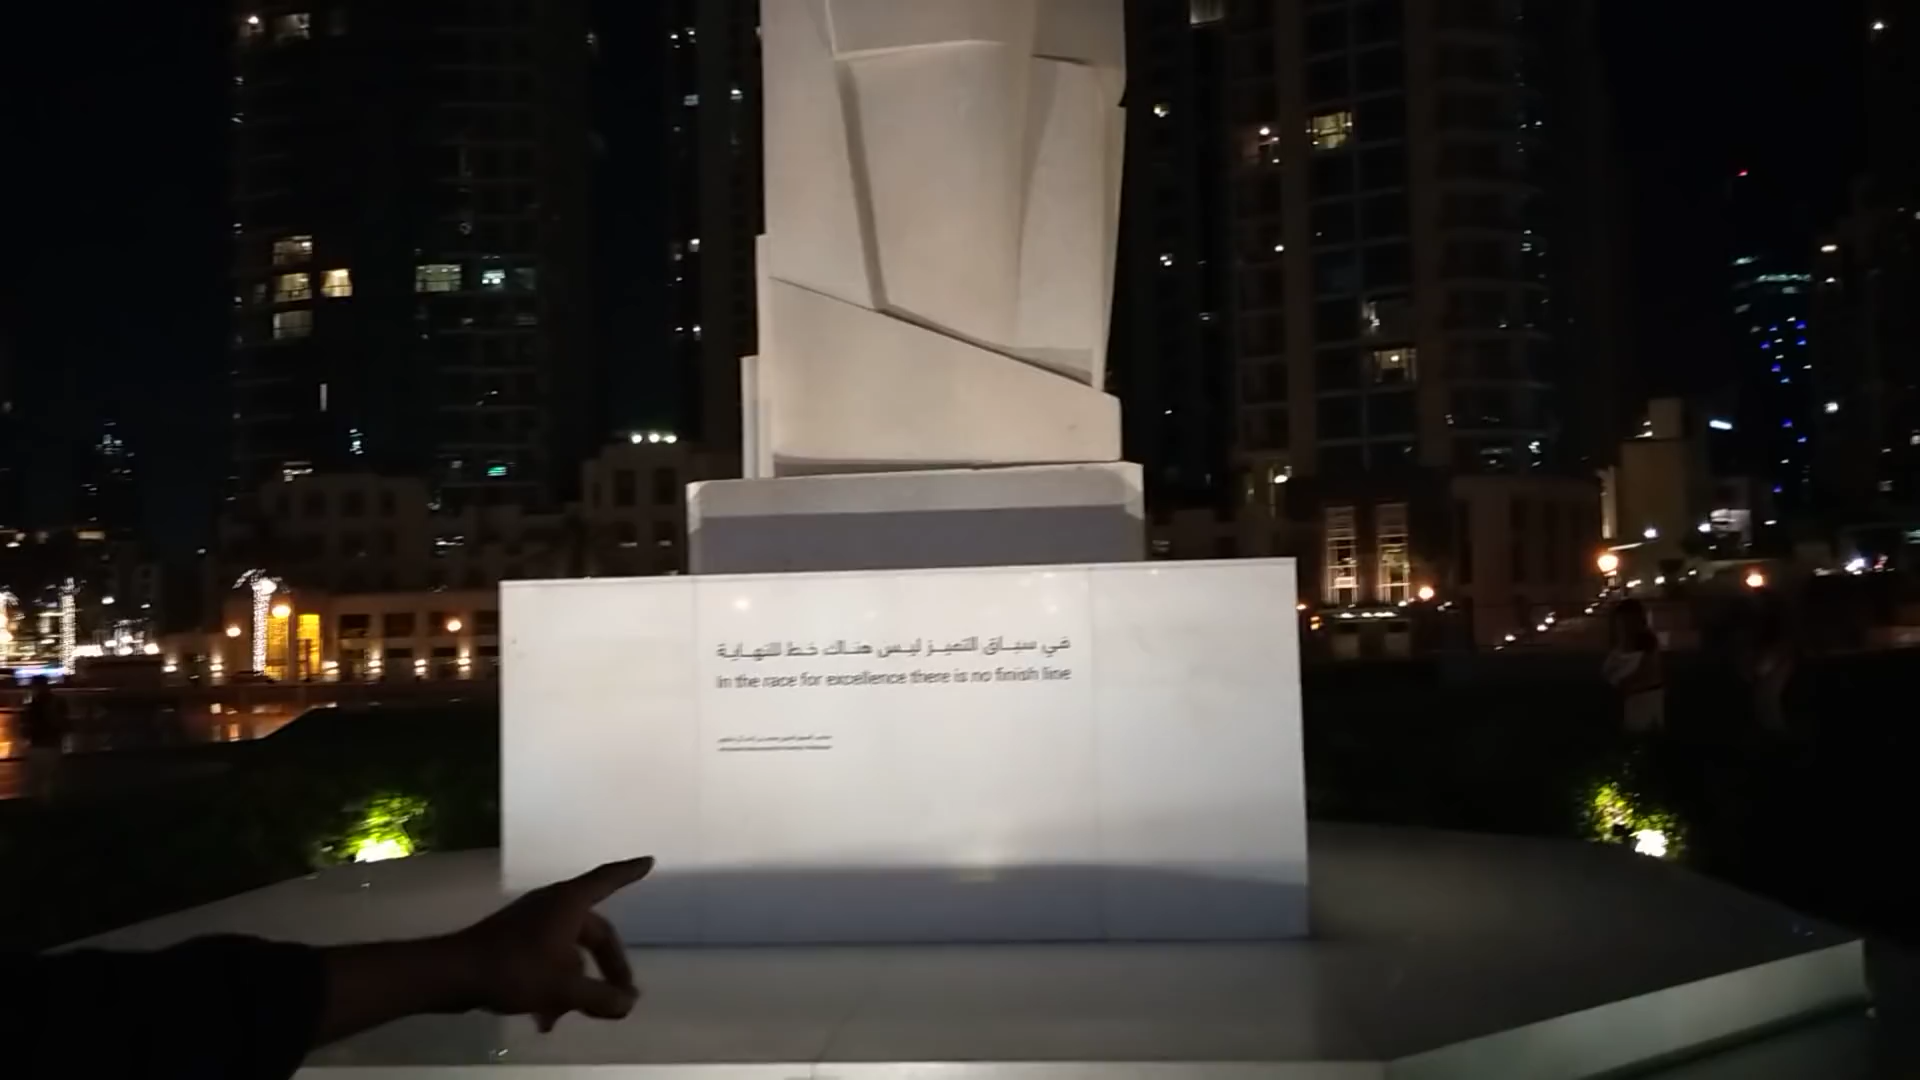 في سباق التميز ليس هناك خط للنهاية
In the race for excellence there is no finish line